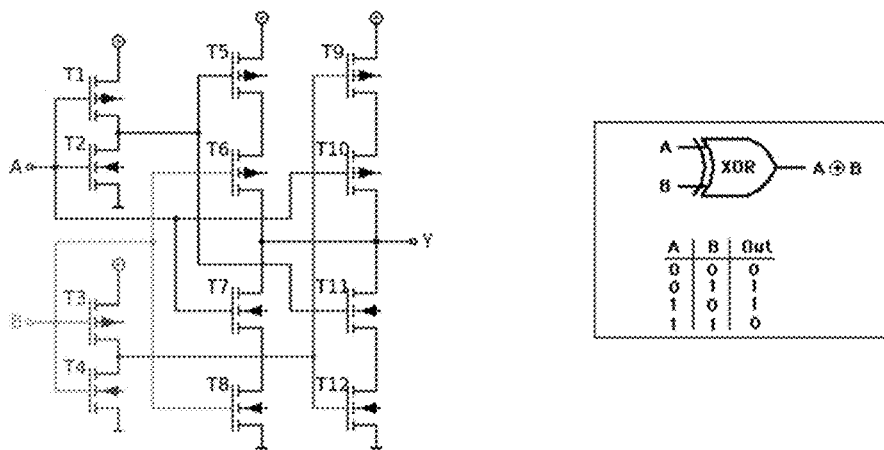 T1
T2
T3
T4
T5
T6
T7
T8
T9
T10
T11
T12
A
B
Y
A
B
XOR
A ⊕ B
A B Out
0 0 0
0 1 1
1 0 1
1 1 0